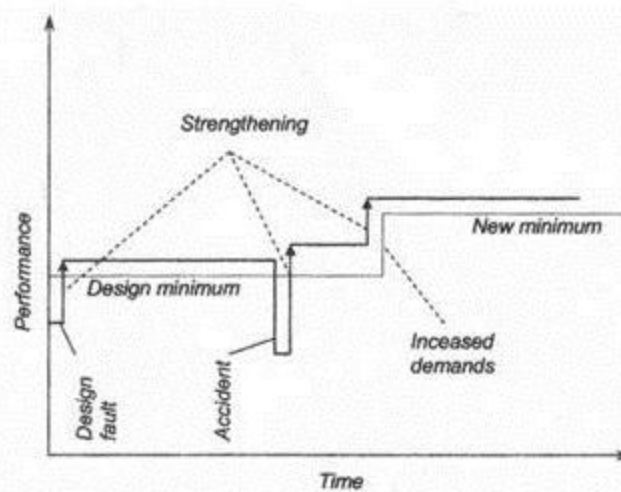 Strengthening
Performance
New minimum
Design minimum
Inceased
demands
Design
fault
Accident
Time